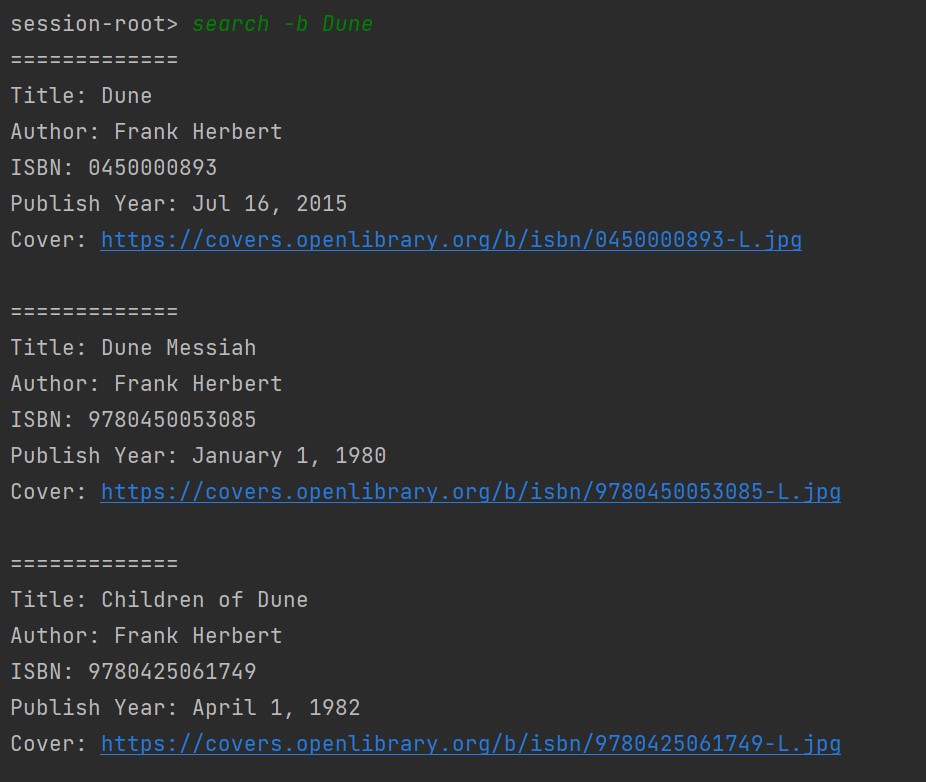 session-root> search -b Dune
=============
Title: Dune
Author: Frank Herbert
ISBN: 0450000893
Publish Year: Jul 16, 2015
Cover: https://covers.openlibrary.org/b/isbn/0450000893-L.jpg
=============
Title: Dune Messiah
Author: Frank Herbert
ISBN: 9780450053085
Publish Year: January 1, 1980
Cover: https://covers.openlibrary.org/b/isbn/9780450053085-L.jpg
=============
Title: Children of Dune
Author: Frank Herbert
ISBN: 9780425061749
Publish Year: April 1, 1982
Cover: https://covers.openlibrary.org/b/isbn/9780425061749-L.jpg